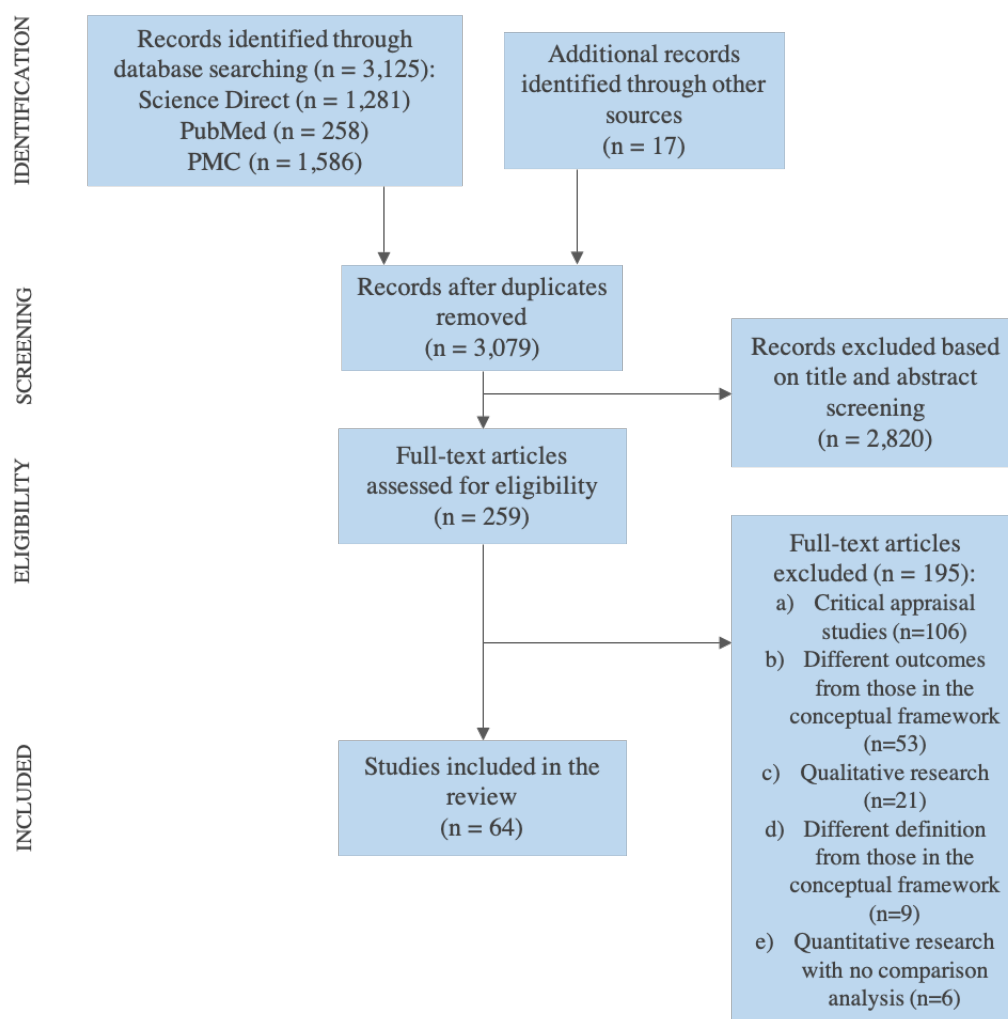 IDENTIFICATION
Records identified through
database searching (n = 3,125):
Science Direct (n = 1,281)
PubMed (n = 258)
PMC (n = 1,586)
Additional records
identified through other
sources
(n = 17)
SCREENING
Records after duplicates
removed
(n = 3,079)
Records excluded based
on title and abstract
screening
(n = 2,820)
ELIGIBILITY
Full-text articles
assessed for eligibility
(n = 259)
Full-text articles
excluded (n = 195):
a) Critical appraisal
studies (n=106)
b) Different outcomes
from those in the
conceptual framework
(n=53)
c) Qualitative research
(n=21)
d) Different definition
from those in the
conceptual framework
(n=9)
e) Quantitative research
with no comparison
analysis (n=6)
INCLUDED
Studies included in the
review
(n = 64)